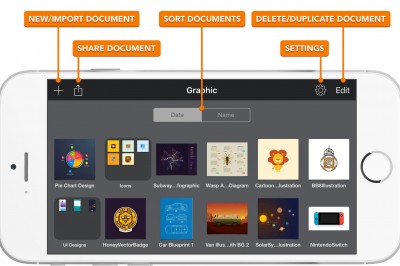 NEW/IMPORT DOCUMENT
SORT DOCUMENTS
DELETE/DUPLICATE DOCUMENT
SHARE DOCUMENT
SETTINGS
Graphic
Edit
Date
Name
Pie Chart Design
Icons
Subway...fographic
Wasp A...Diagram
Cartoon...lustration
BB8Illustration
UI Designs
HoneyVectorBadge
Car Blueprint 1
Van Illus...ith BG 2
SolarSy...lustration
NintendoSwitch